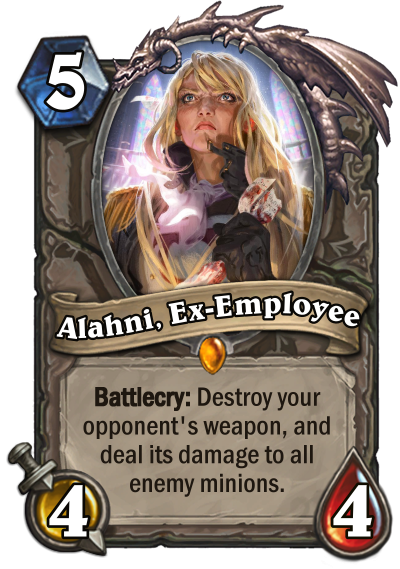 5
Alahni, Ex-Employee
Battlecry: Destroy your
opponent's weapon, and
deal its damage to all
enemy minions.
4
4